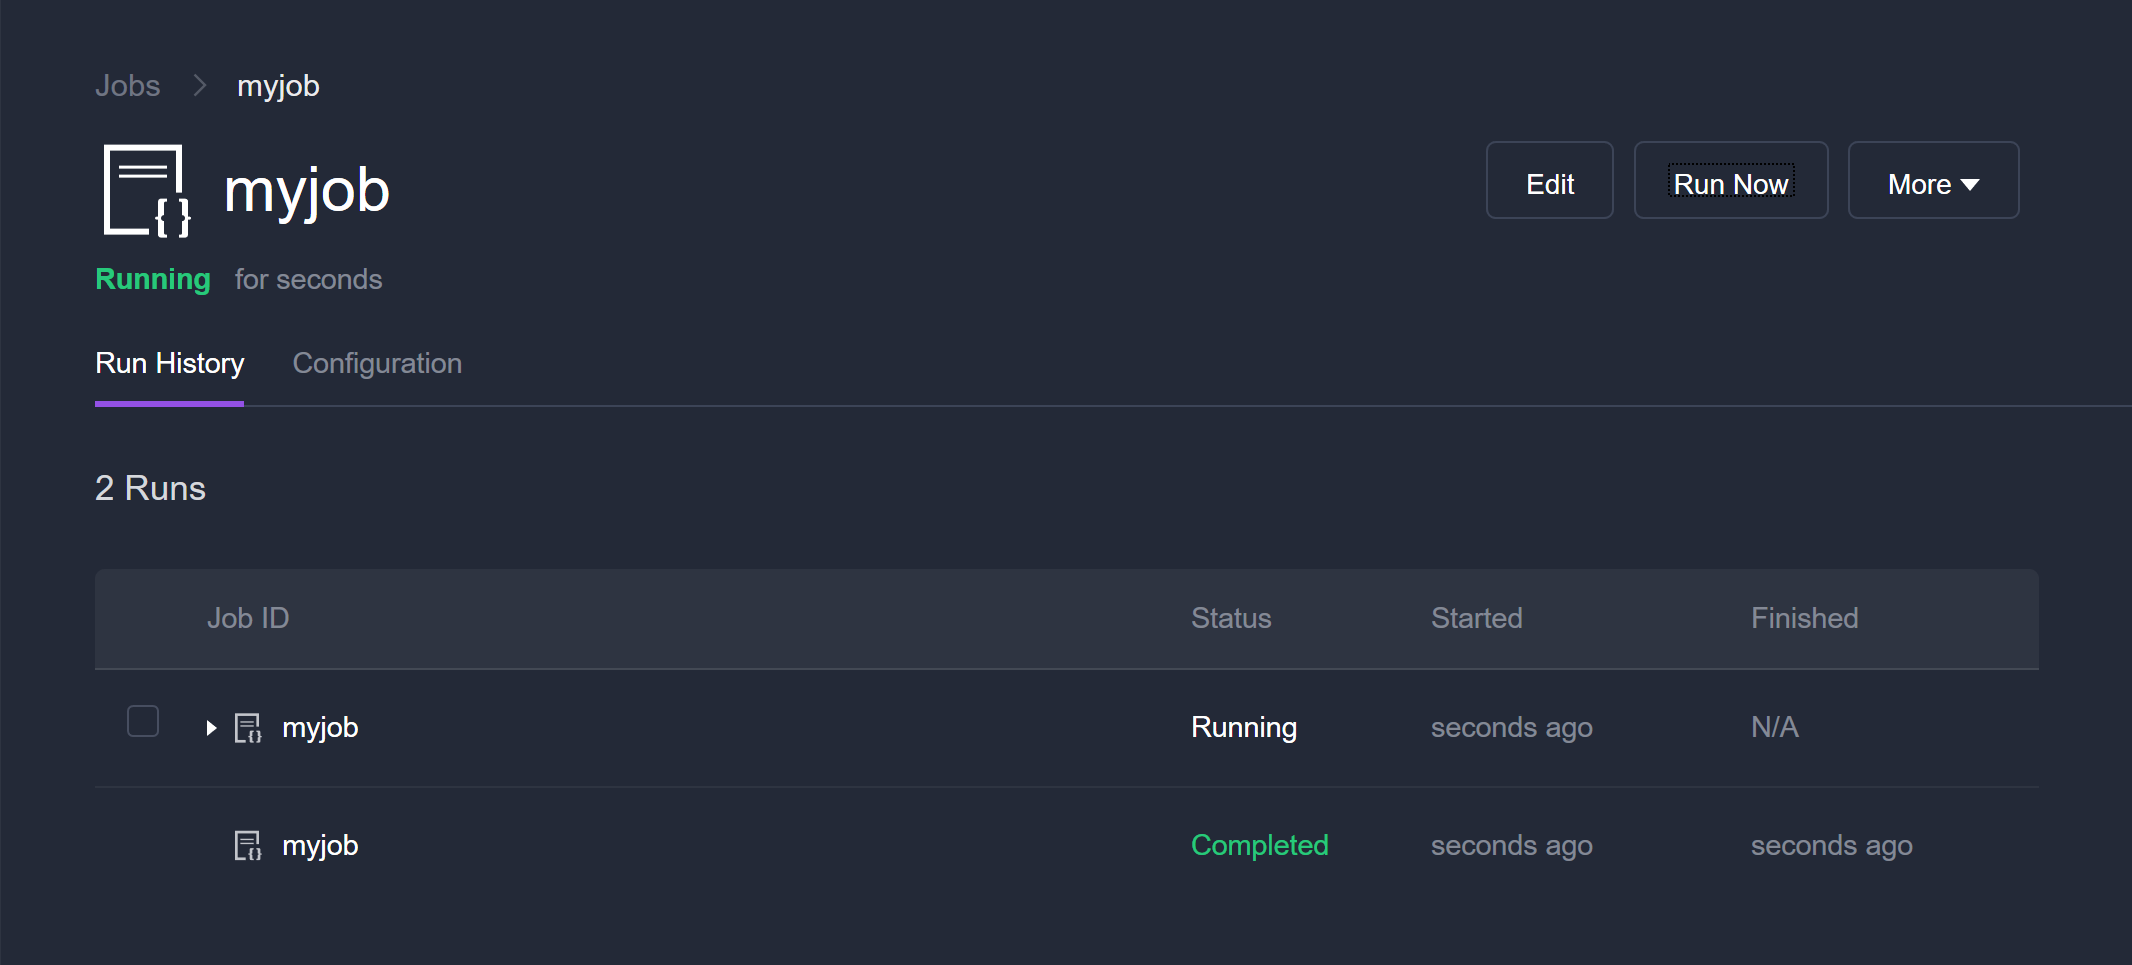 Jobs myjob
myjob
Edit Run Now More
Running for seconds
Run History Configuration
2 Runs
Job ID Status Started Finished
myjob Running seconds ago N/A
myjob Completed seconds ago seconds ago